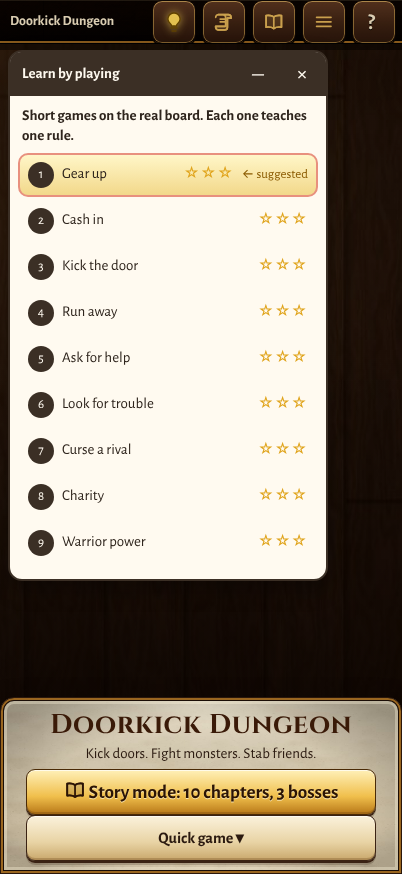 Doorkick Dungeon
?
Learn by playing
Short games on the real board. Each one teaches
one rule.
1 Gear up ☆☆☆ ← suggested
2 Cash in ☆☆☆
3 Kick the door ☆☆☆
4 Run away ☆☆☆
5 Ask for help ☆☆☆
6 Look for trouble ☆☆☆
7 Curse a rival ☆☆☆
8 Charity ☆☆☆
9 Warrior power ☆☆☆
Doorkick Dungeon
Kick doors. Fight monsters. Stab friends.
Story mode: 10 chapters, 3 bosses
Quick game ▼